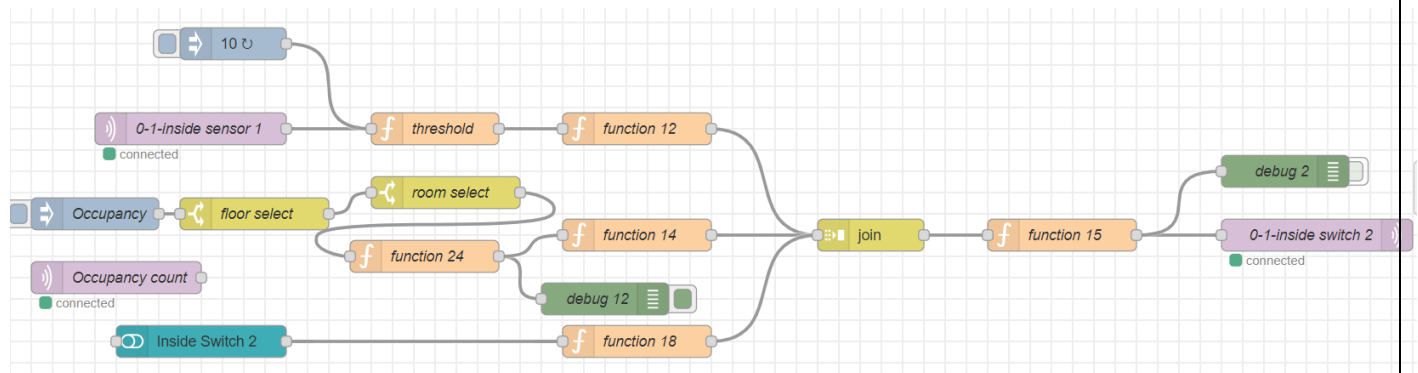 10 ↻
0-1-inside sensor 1
connected
threshold
function 12
debug 2
room select
Occupancy
floor select
function 14
join
function 15
0-1-inside switch 2
connected
function 24
Occupancy count
connected
debug 12
Inside Switch 2
function 18